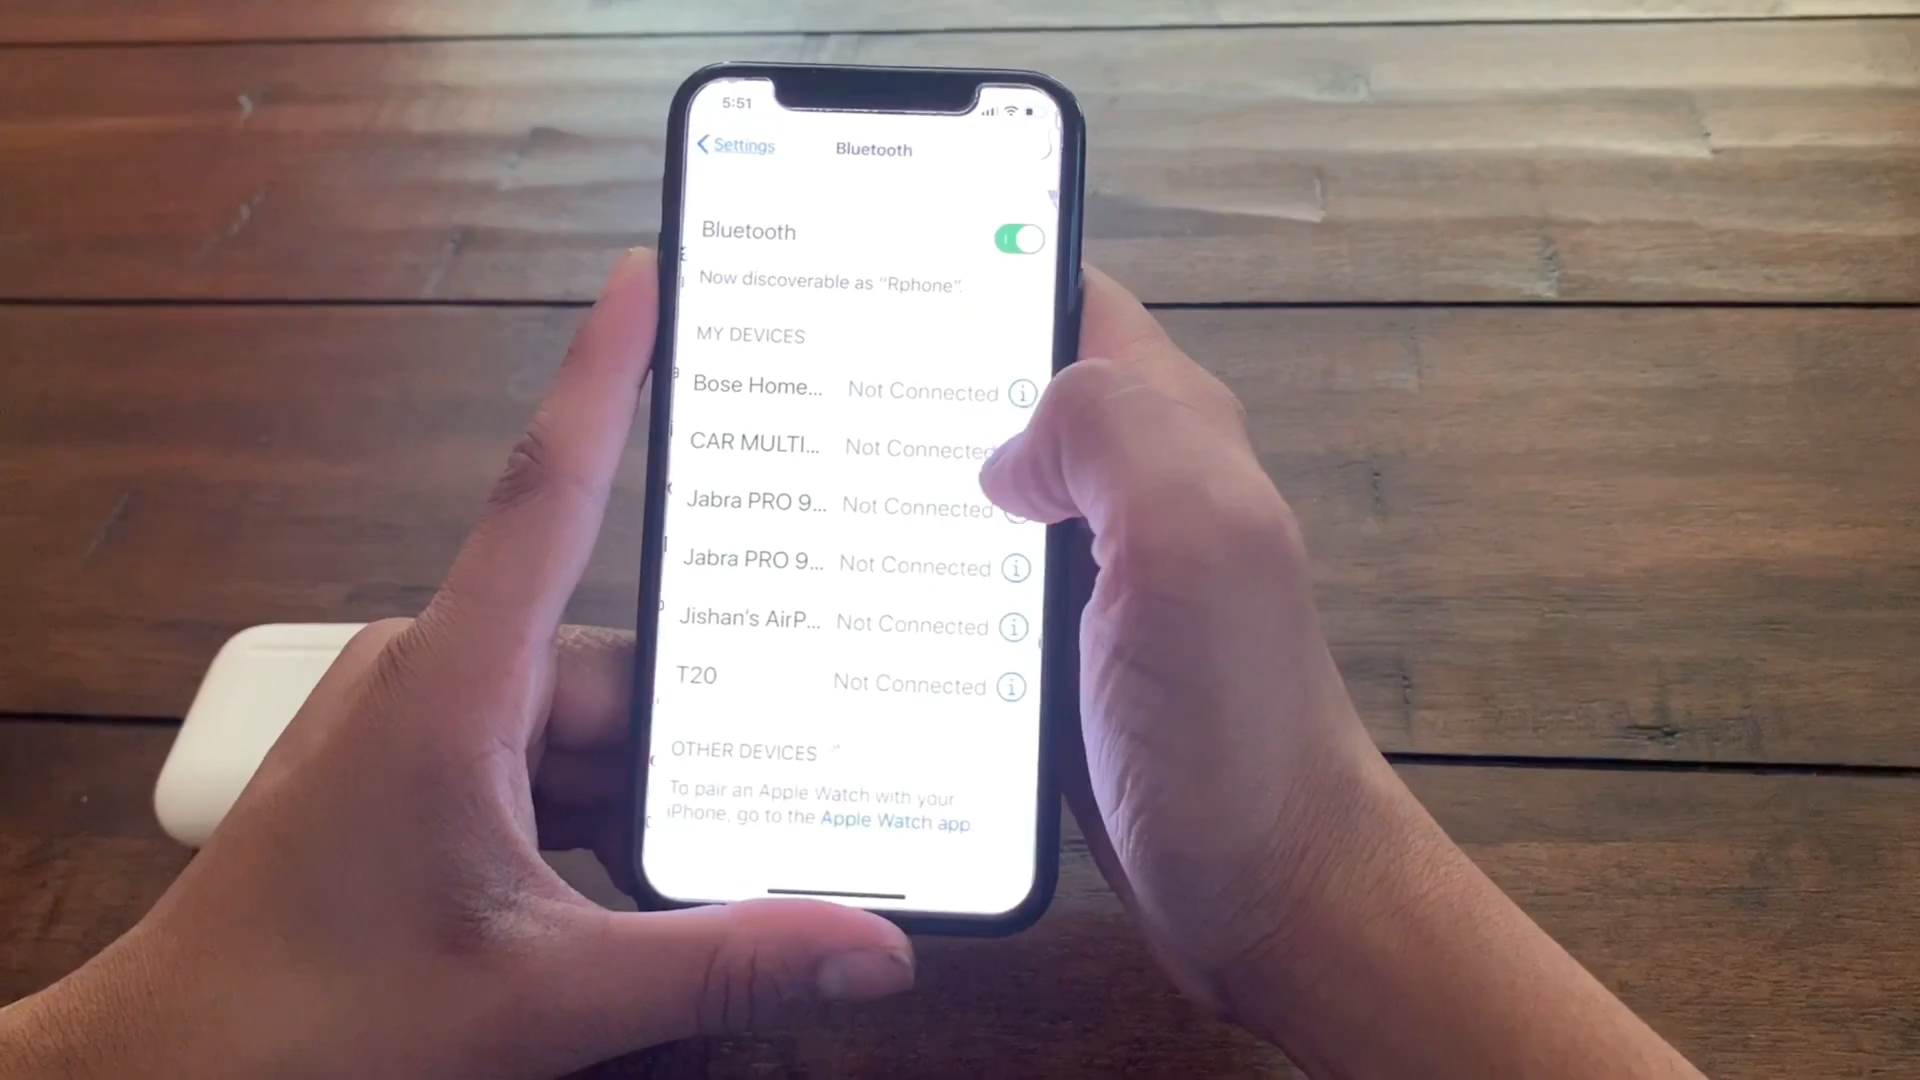 5:51
Settings
Bluetooth
Bluetooth
Now discoverable as “Rphone”.
MY DEVICES
Bose Home... Not Connected
CAR MULTI... Not Connected
Jabra PRO 9... Not Connected
Jabra PRO 9... Not Connected
Jishan's AirP... Not Connected
T20 Not Connected
OTHER DEVICES
To pair an Apple Watch with your
iPhone, go to the Apple Watch app